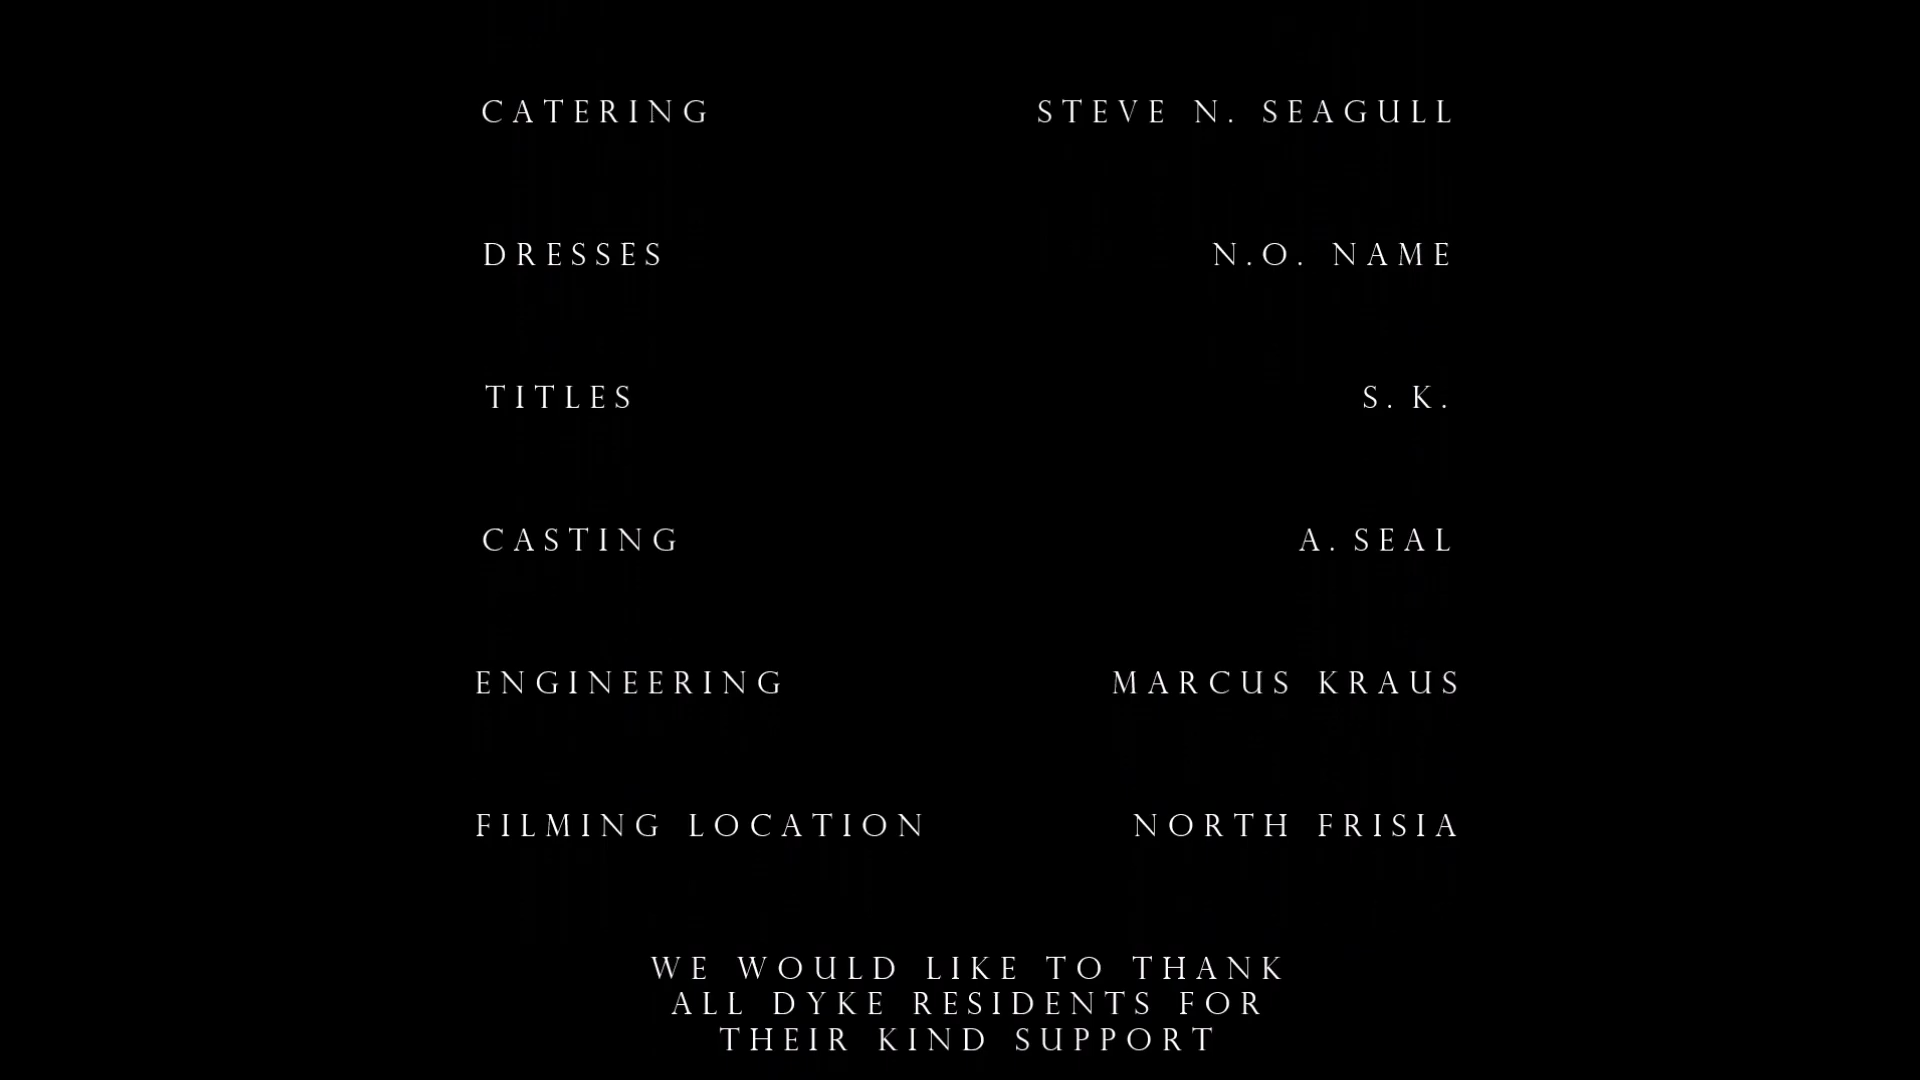 CATERING STEVE N. SEAGULL
DRESSES N.O. NAME
TITLES S. K.
CASTING A. SEAL
ENGINEERING MARCUS KRAUS
FILMING LOCATION NORTH FRISIA
WE WOULD LIKE TO THANK
ALL DYKE RESIDENTS FOR
THEIR KIND SUPPORT